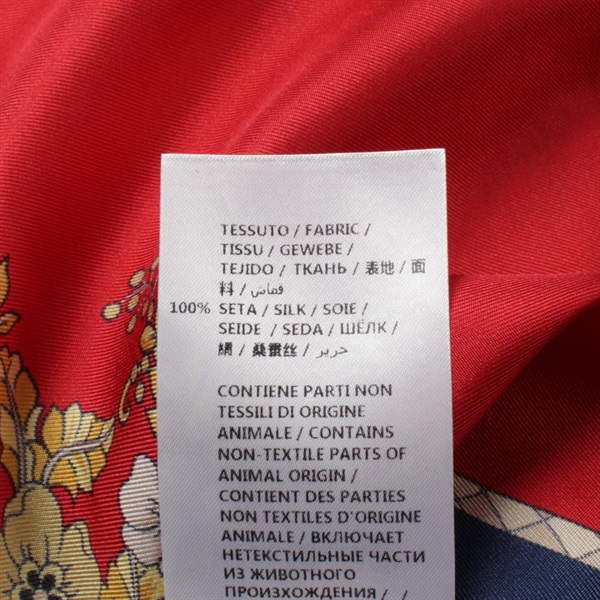 TESSUTO / FABRIC /
TISSU / GEWEBE /
TEJIDO / ТКАНЬ / 表地 / 面
料 / قماش /
100% SETA / SILK / SOIE /
SEIDE / SEDA / ШЁЛК /
絹 / 桑蚕丝 / حرير /
CONTIENE PARTI NON
TESSILI DI ORIGINE
ANIMALE / CONTAINS
NON-TEXTILE PARTS OF
ANIMAL ORIGIN /
CONTIENT DES PARTIES
NON TEXTILES D'ORIGINE
ANIMALE / ВКЛЮЧАЕТ
НЕТЕКСТИЛЬНЫЕ ЧАСТИ
ИЗ ЖИВОТНОГО
ПРОИЗХОЖДЕНИЯ / /